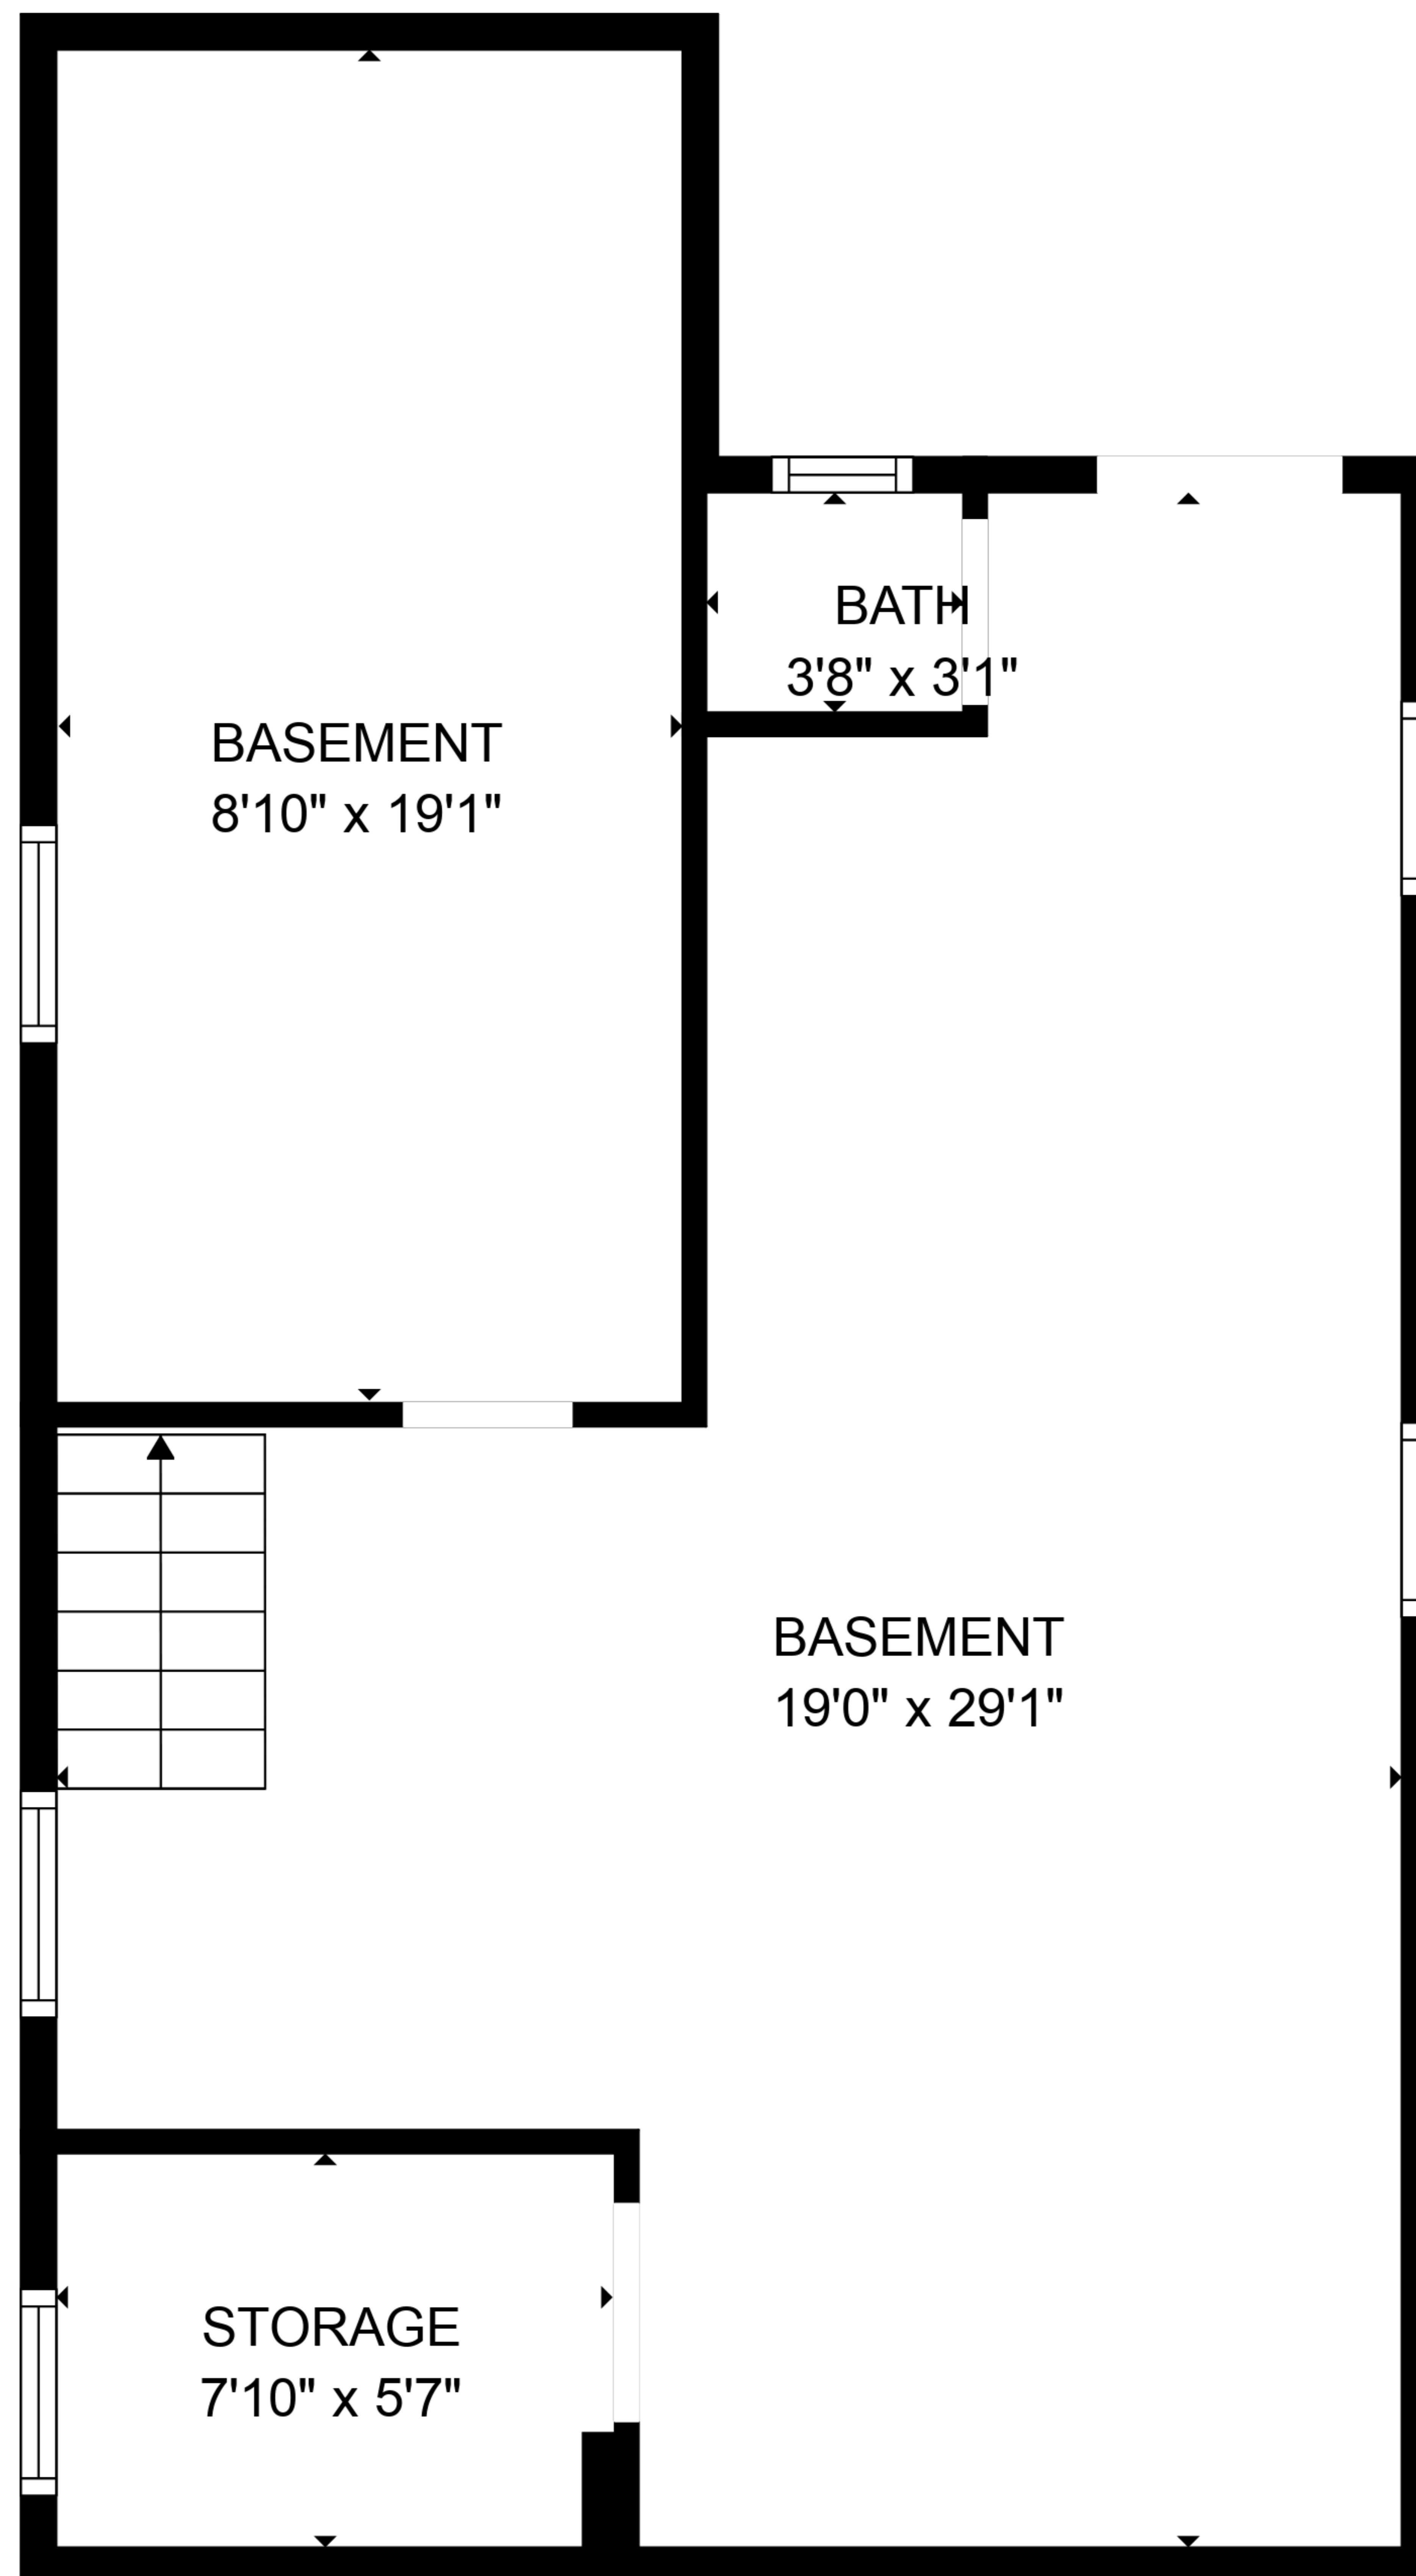 BATH
3'8" x 3'1"
BASEMENT
8'10" x 19'1"
BASEMENT
19'0" x 29'1"
STORAGE
7'10" x 5'7"